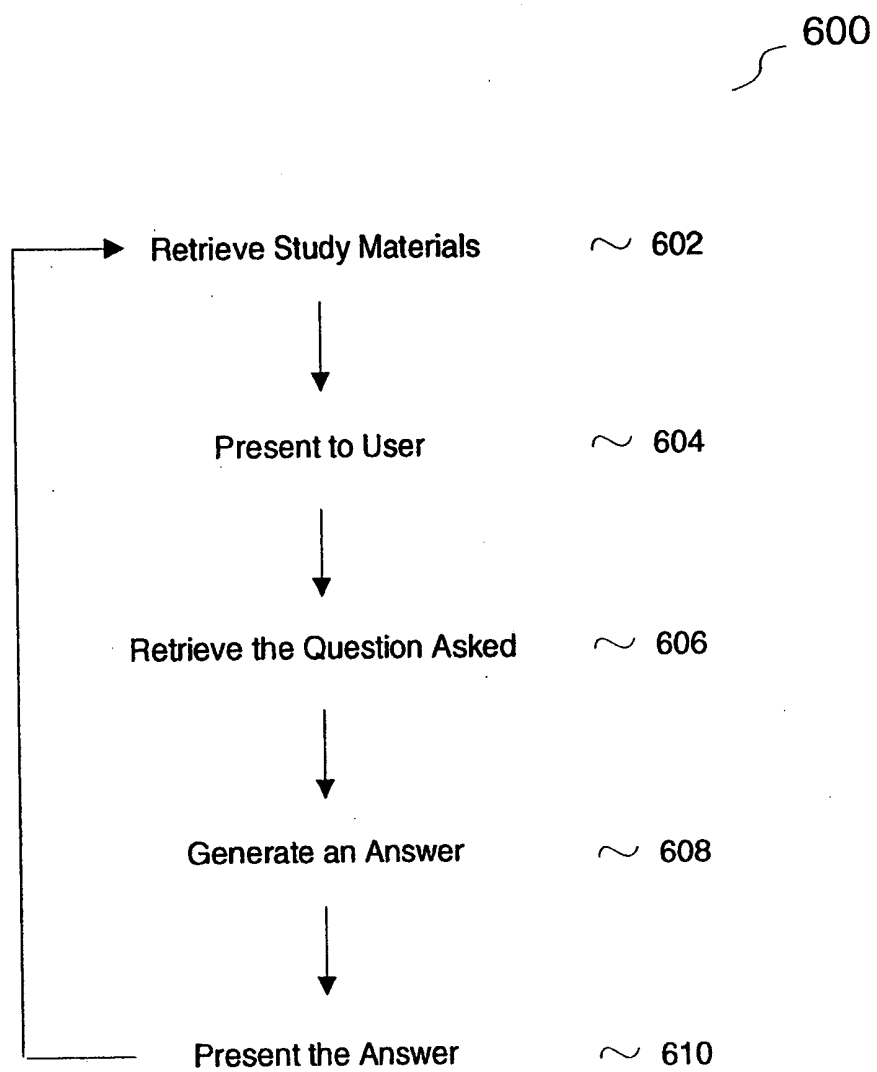 600
Retrieve Study Materials 602
Present to User 604
Retrieve the Question Asked 606
Generate an Answer 608
Present the Answer 610